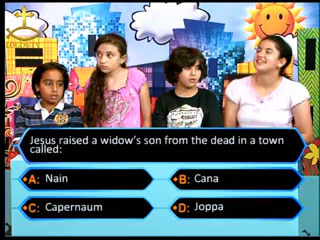 Jesus raised a widow's son from the dead in a town
called:
A: Nain
B: Cana
C: Capernaum
D: Joppa